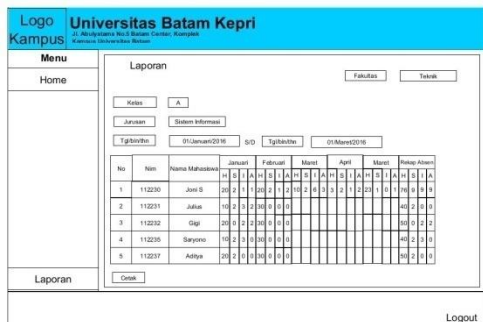 Logo Kampus
Universitas Batam Kepri
Jl. Abulyatama No.5 Batam Center, Komplek
Kampus Universitas Batam
Menu
Home
Laporan
Fakultas Teknik
Kelas A
Jurusan Sistem Informasi
Tgl/bln/thn 01/Januari/2016 S/D Tgl/bln/thn 01/Maret/2016
No Nim Nama Mahasiswa Januari Februari Maret April Maret Rekap Absen
H S I A H S I A H S I A H S I A H S I A H S I A
1 112230 Joni S 20 2 1 1 20 2 1 2 10 2 6 3 3 2 1 2 23 1 0 1 76 9 9 9
2 112231 Julius 10 2 3 2 30 0 0 0 40 2 0 0
3 112232 Gigi 20 0 2 2 30 0 0 0 50 0 2 2
4 112235 Saryono 10 2 3 0 30 0 0 0 40 2 3 0
5 112237 Aditya 20 2 0 0 30 0 0 0 50 2 0 0
Laporan
Cetak
Logout